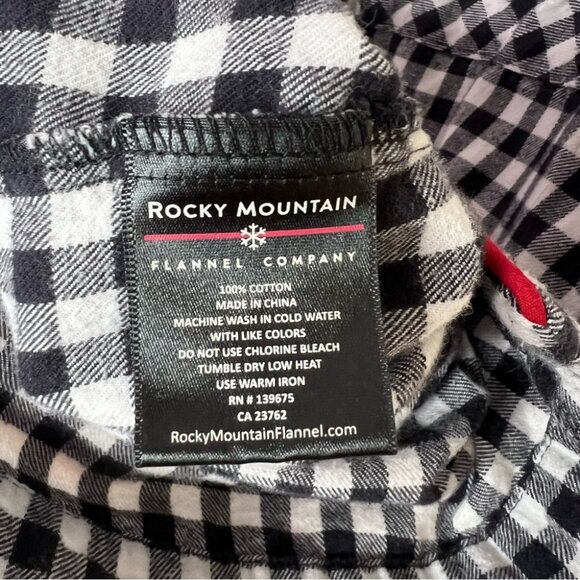 ROCKY MOUNTAIN
FLANNEL COMPANY
100% COTTON
MADE IN CHINA
MACHINE WASH IN COLD WATER
WITH LIKE COLORS
DO NOT USE CHLORINE BLEACH
TUMBLE DRY LOW HEAT
USE WARM IRON
RN # 139675
CA 23762
RockyMountainFlannel.com